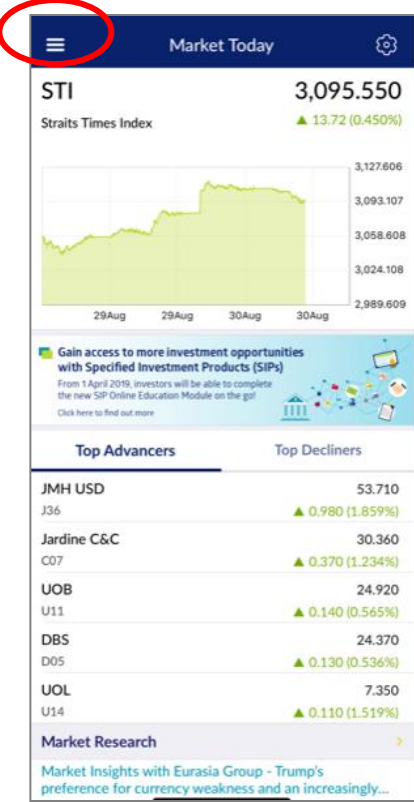 Market Today
STI 3,095.550
Straits Times Index ▲ 13.72 (0.450%)
3,127.606
3,093.107
3,058.608
3,024.108
2,989.609
29Aug 29Aug 30Aug 30Aug
Gain access to more investment opportunities
with Specified Investment Products (SIPs)
From 1 April 2019, investors will be able to complete
the new SIP Online Education Module on the go!
Click here to find out more
Top Advancers Top Decliners
JMH USD 53.710
J36 ▲ 0.980 (1.859%)
Jardine C&C 30.360
C07 ▲ 0.370 (1.234%)
UOB 24.920
U11 ▲ 0.140 (0.565%)
DBS 24.370
D05 ▲ 0.130 (0.536%)
UOL 7.350
U14 ▲ 0.110 (1.519%)
Market Research
Market Insights with Eurasia Group - Trump's
preference for currency weakness and an increasingly...